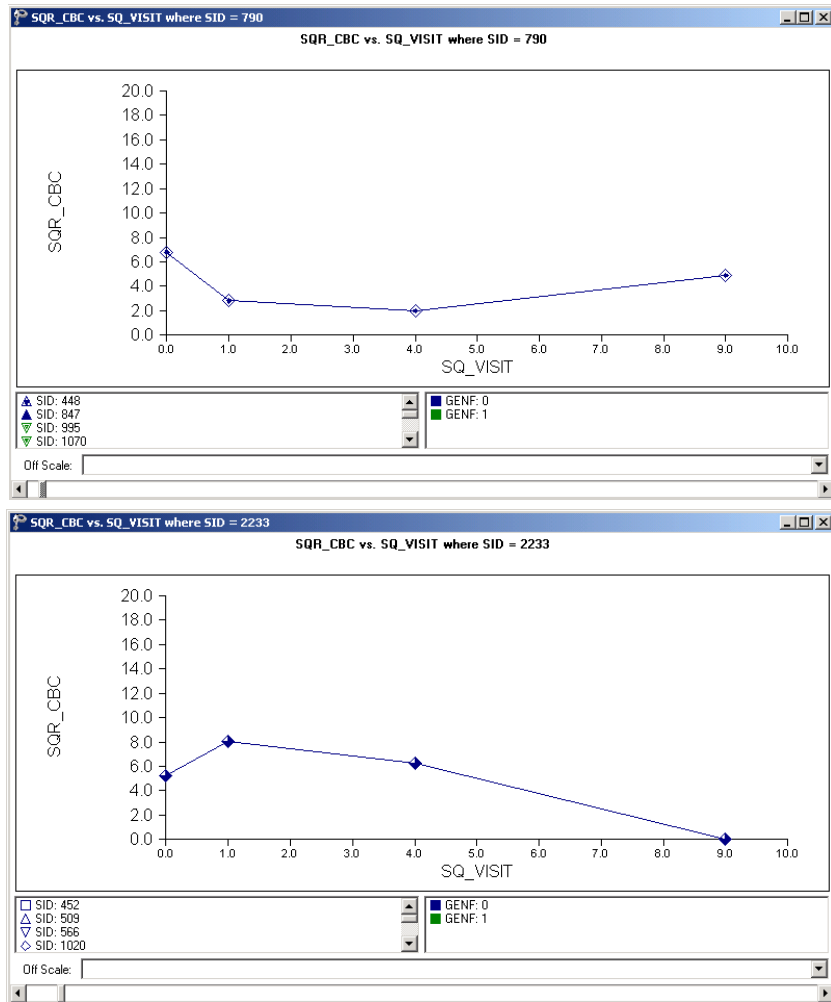 SQR_CBC vs. SQ_VISIT where SID = 790
SQR_CBC vs. SQ_VISIT where SID = 790
20.0
18.0
16.0
14.0
12.0
10.0
8.0
6.0
4.0
2.0
0.0
SQR_CBC
0.0 1.0 2.0 3.0 4.0 5.0 6.0 7.0 8.0 9.0 10.0
SQ_VISIT
SID: 448
SID: 847
SID: 995
SID: 1070
GENF: 0
GENF: 1
Off Scale:
SQR_CBC vs. SQ_VISIT where SID = 2233
SQR_CBC vs. SQ_VISIT where SID = 2233
20.0
18.0
16.0
14.0
12.0
10.0
8.0
6.0
4.0
2.0
0.0
SQR_CBC
0.0 1.0 2.0 3.0 4.0 5.0 6.0 7.0 8.0 9.0 10.0
SQ_VISIT
SID: 452
SID: 509
SID: 566
SID: 1020
GENF: 0
GENF: 1
Off Scale: